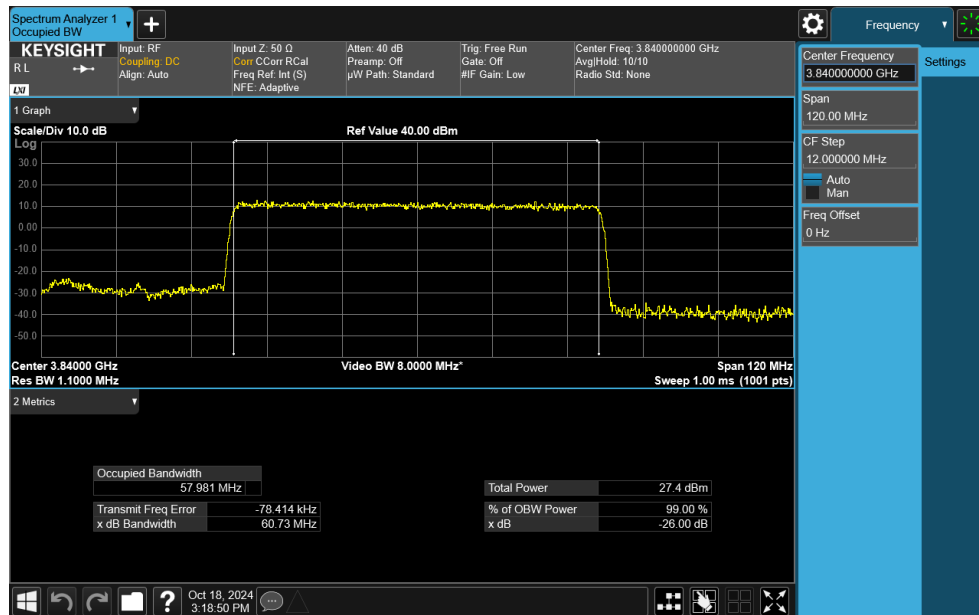 Spectrum Analyzer 1
Occupied BW
Frequency
KEYSIGHT
R L
LXI
Input: RF
Coupling: DC
Align: Auto
Input Z: 50 Ω
Corr CCorr RCal
Freq Ref: Int (S)
NFE: Adaptive
Atten: 40 dB
Preamp: Off
µW Path: Standard
Trig: Free Run
Gate: Off
#IF Gain: Low
Center Freq: 3.840000000 GHz
Avg|Hold: 10/10
Radio Std: None
Center Frequency
3.840000000 GHz
Settings
Span
120.00 MHz
CF Step
12.000000 MHz
Auto
Man
Freq Offset
0 Hz
1 Graph
Scale/Div 10.0 dB
Ref Value 40.00 dBm
Log
30.0
20.0
10.0
0.00
-10.0
-20.0
-30.0
-40.0
-50.0
Center 3.84000 GHz
Video BW 8.0000 MHz*
Span 120 MHz
Res BW 1.1000 MHz
Sweep 1.00 ms (1001 pts)
2 Metrics
Occupied Bandwidth
57.981 MHz
Total Power 27.4 dBm
Transmit Freq Error -78.414 kHz
% of OBW Power 99.00 %
x dB Bandwidth 60.73 MHz
x dB -26.00 dB
?
Oct 18, 2024
3:18:50 PM